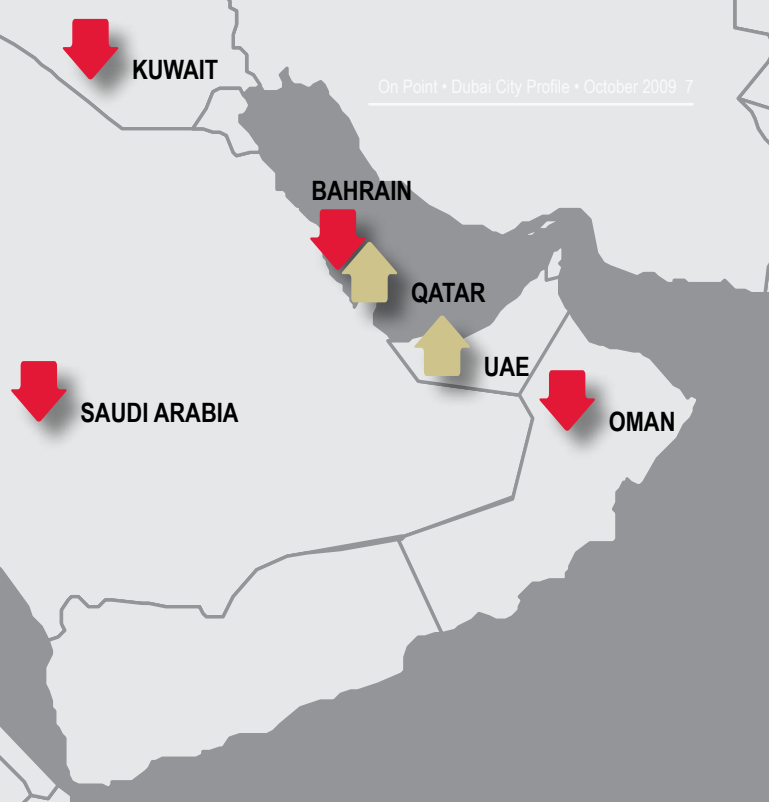 KUWAIT
On Point • Dubai City Profile • October 2009 7
BAHRAIN
QATAR
UAE
SAUDI ARABIA
OMAN